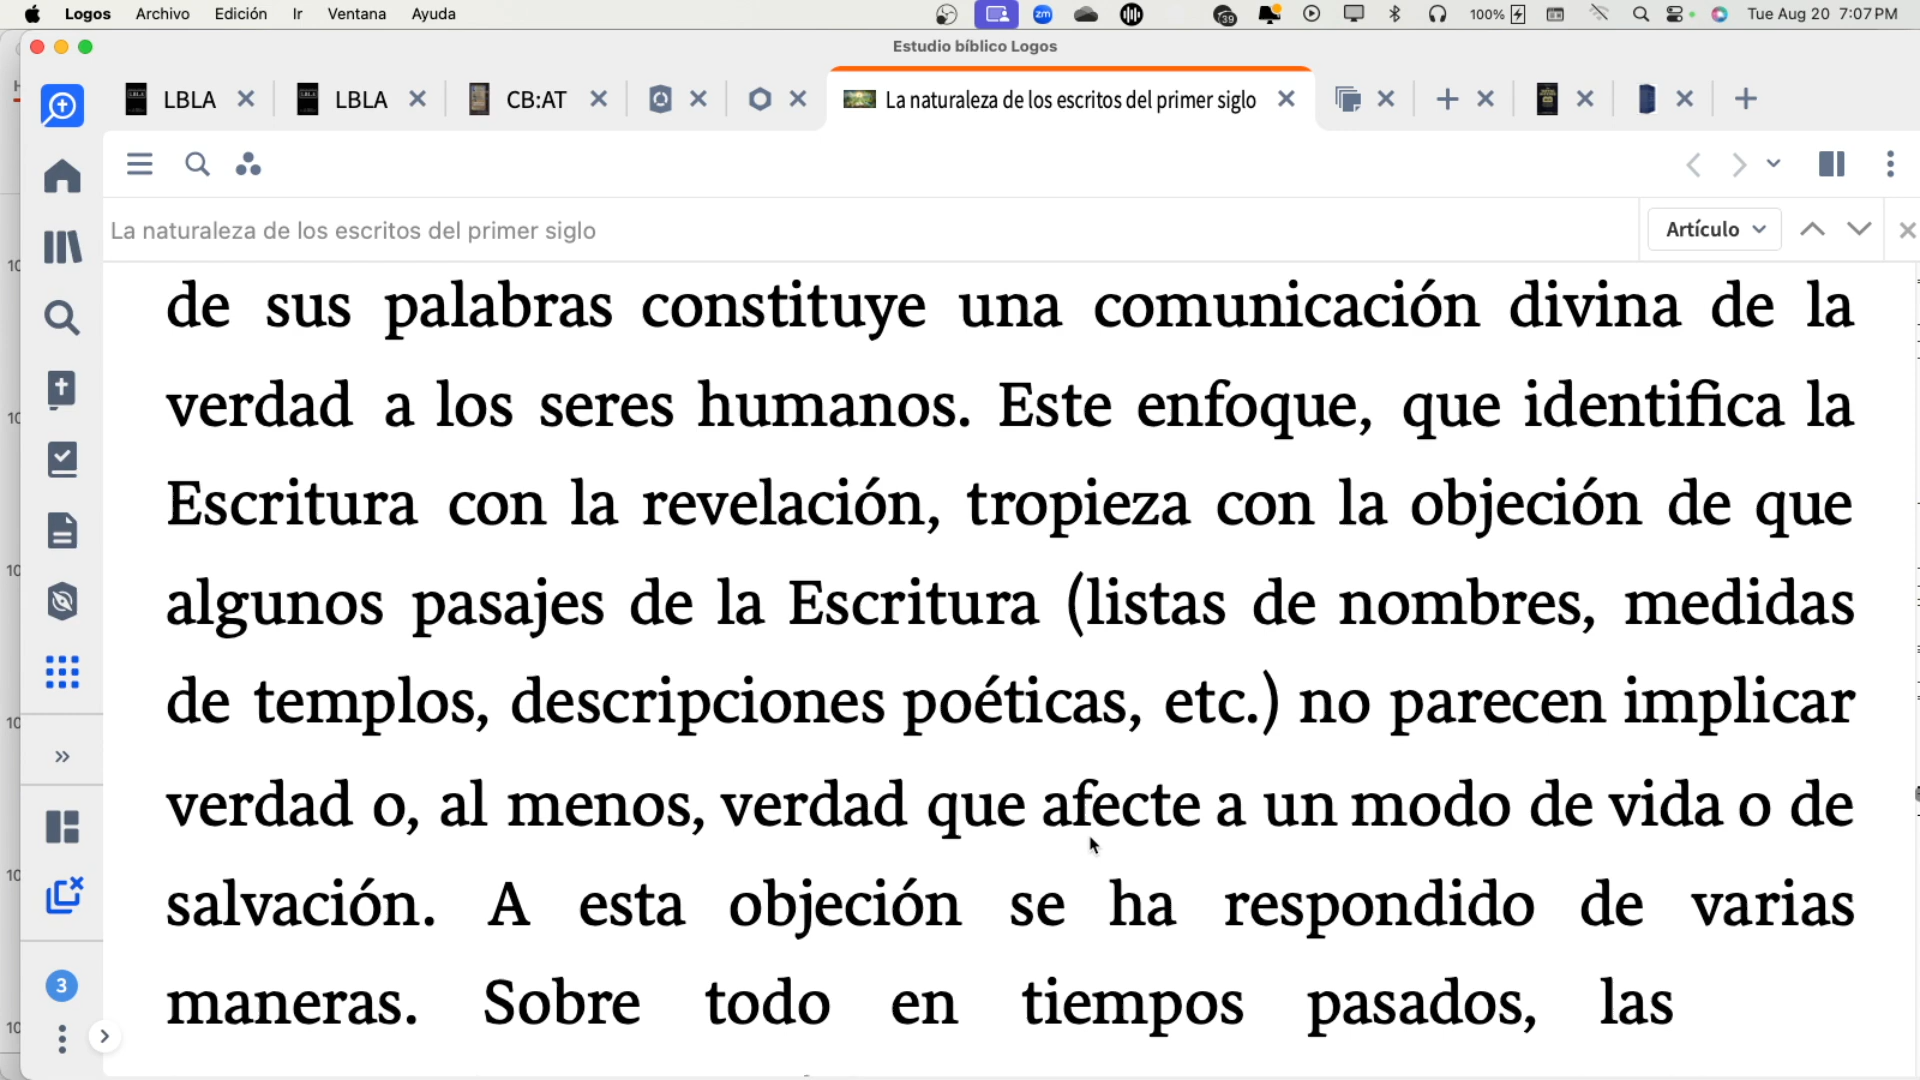 Logos Archivo Edición Ir Ventana Ayuda zm 39 100% Tue Aug 20 7:07 PM
Estudio bíblico Logos
LBLA LBLA CB:AT La naturaleza de los escritos del primer siglo
La naturaleza de los escritos del primer siglo Artículo
de sus palabras constituye una comunicación divina de la
verdad a los seres humanos. Este enfoque, que identifica la
Escritura con la revelación, tropieza con la objeción de que
algunos pasajes de la Escritura (listas de nombres, medidas
de templos, descripciones poéticas, etc.) no parecen implicar
verdad o, al menos, verdad que afecte a un modo de vida o de
salvación. A esta objeción se ha respondido de varias
maneras. Sobre todo en tiempos pasados, las
3